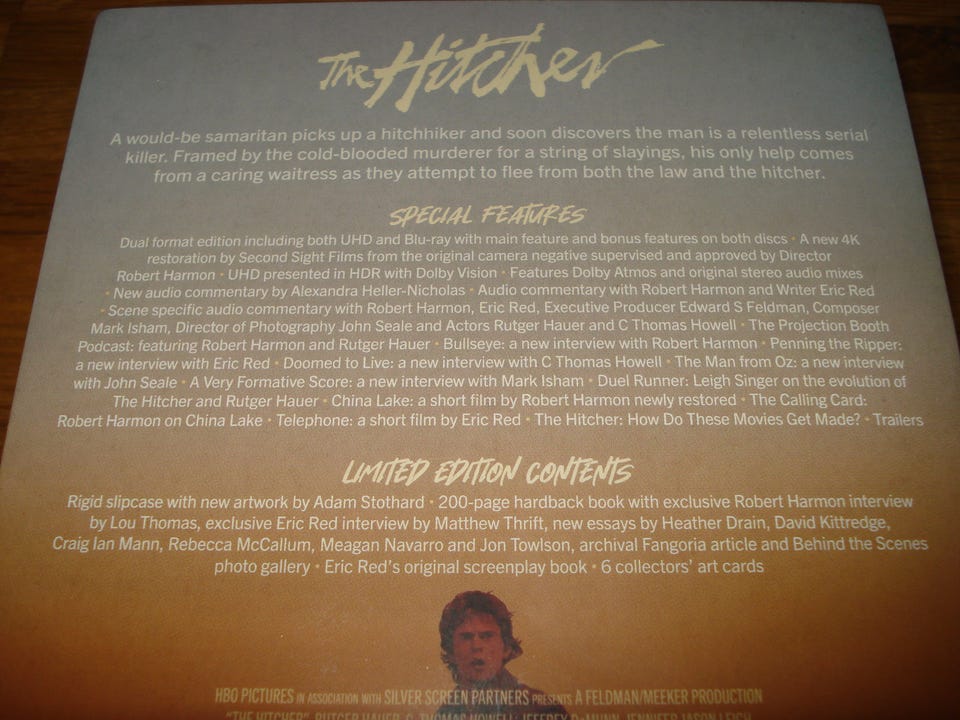 The Hitcher
A would-be samaritan picks up a hitchhiker and soon discovers the man is a relentless serial
killer. Framed by the cold-blooded murderer for a string of slayings, his only help comes
from a caring waitress as they attempt to flee from both the law and the hitcher.
SPECIAL FEATURES
Dual format edition including both UHD and Blu-ray with main feature and bonus features on both discs • A new 4K
restoration by Second Sight Films from the original camera negative supervised and approved by Director
Robert Harmon • UHD presented in HDR with Dolby Vision • Features Dolby Atmos and original stereo audio mixes
• New audio commentary by Alexandra Heller-Nicholas • Audio commentary with Robert Harmon and Writer Eric Red
• Scene specific audio commentary with Robert Harmon, Eric Red, Executive Producer Edward S Feldman, Composer
Mark Isham, Director of Photography John Seale and Actors Rutger Hauer and C Thomas Howell • The Projection Booth
Podcast: featuring Robert Harmon and Rutger Hauer • Bullseye: a new interview with Robert Harmon • Penning the Ripper:
a new interview with Eric Red • Doomed to Live: a new interview with C Thomas Howell • The Man from Oz: a new interview
with John Seale • A Very Formative Score: a new interview with Mark Isham • Duel Runner: Leigh Singer on the evolution of
The Hitcher and Rutger Hauer • China Lake: a short film by Robert Harmon newly restored • The Calling Card:
Robert Harmon on China Lake • Telephone: a short film by Eric Red • The Hitcher: How Do These Movies Get Made? • Trailers
LIMITED EDITION CONTENTS
Rigid slipcase with new artwork by Adam Stothard • 200-page hardback book with exclusive Robert Harmon interview
by Lou Thomas, exclusive Eric Red interview by Matthew Thrift, new essays by Heather Drain, David Kittredge,
Craig Ian Mann, Rebecca McCallum, Meagan Navarro and Jon Towlson, archival Fangoria article and Behind the Scenes
photo gallery • Eric Red's original screenplay book • 6 collectors' art cards
HBO PICTURES IN ASSOCIATION WITH SILVER SCREEN PARTNERS PRESENTS A FELDMAN/MEEKER PRODUCTION
"THE HITCHER" RUTGER HAUER C. THOMAS HOWELL JEFFREY DeMUNN JENNIFER JASON LEIGH